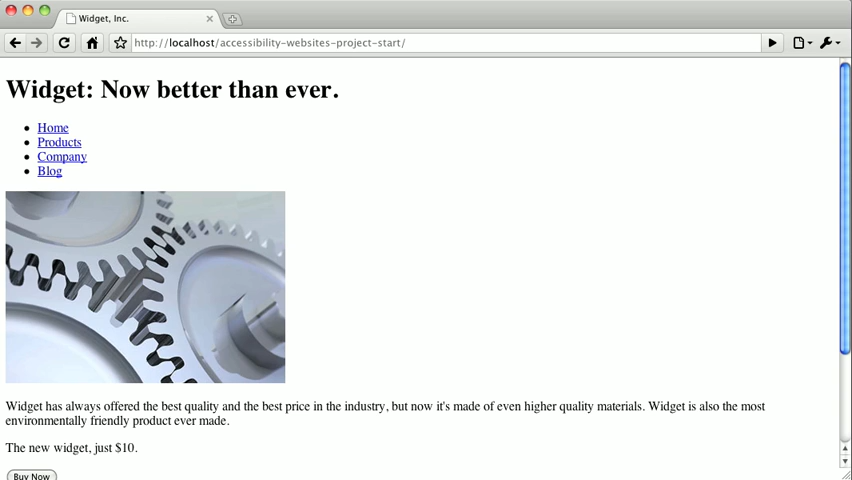 Widget, Inc.
http://localhost/accessibility-websites-project-start/
Widget: Now better than ever.
Home
Products
Company
Blog
Widget has always offered the best quality and the best price in the industry, but now it's made of even higher quality materials. Widget is also the most
environmentally friendly product ever made.
The new widget, just $10.
Buy Now